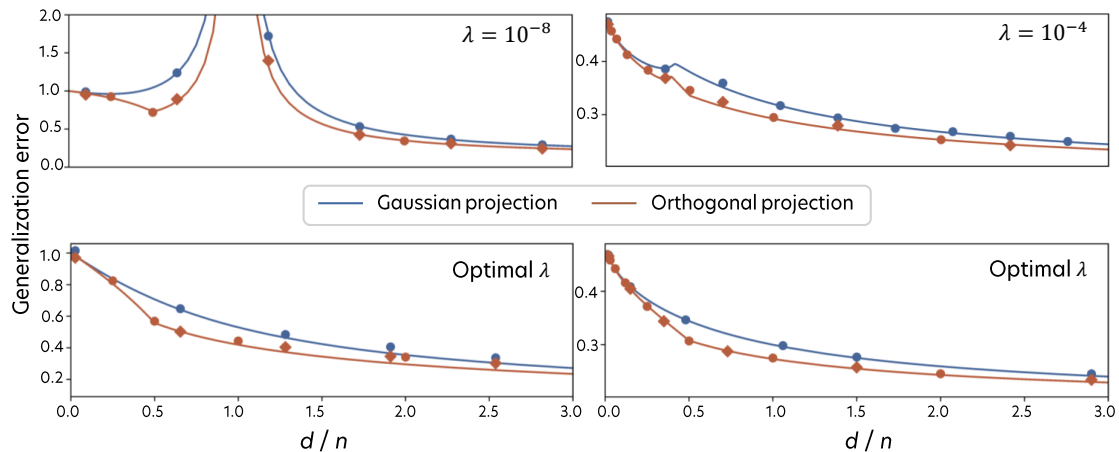 Generalization error
2.0
1.5
1.0
0.5
0.0
λ = 10⁻⁸
0.4
0.3
λ = 10⁻⁴
Gaussian projection
Orthogonal projection
1.0
0.8
0.6
0.4
0.2
Optimal λ
0.0 0.5 1.0 1.5 2.0 2.5 3.0
d / n
0.4
0.3
Optimal λ
0.0 0.5 1.0 1.5 2.0 2.5 3.0
d / n